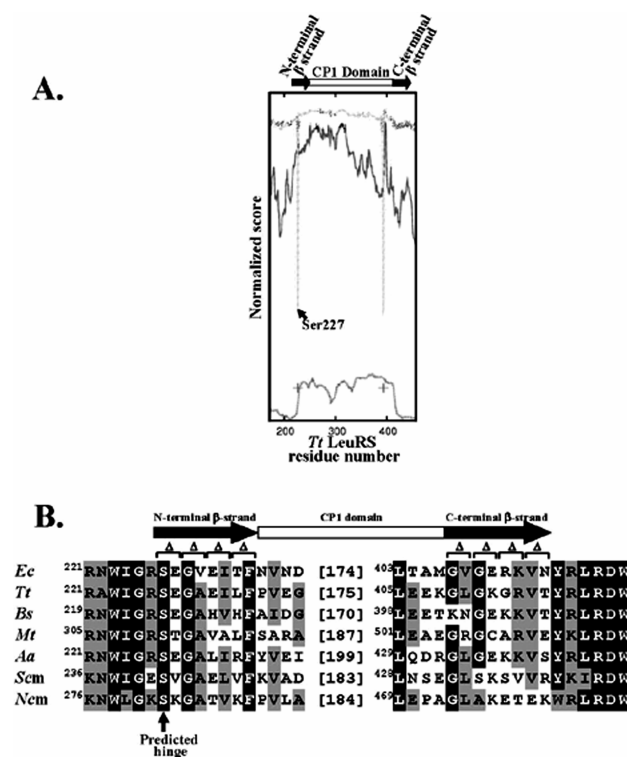 A.
N-terminal
β strand
CP1 Domain
C-terminal
β strand
Normalized score
Ser227
200 300 400
Tt LeuRS
residue number
B.
N-terminal β-strand CP1 domain C-terminal β-strand
Δ Δ Δ Δ Δ Δ Δ Δ
Ec 221 RNWIGRSEGVEITFNVND [174] 403 LTAMGVGERKVNYRLRDW
Tt 221 RAWIGRSEGAEILFPVEG [175] 405 LEEKGLGKGRVTYRLRDW
Bs 219 RNWIGRSEGAHVHFAIDG [170] 398 LEETKNGEKKVTYRLRDW
Mt 305 RNWIGRSTGAVALFSARA [187] 501 LEAEGRGCARVEYKLRDW
Aa 221 RNWIGRSEGALIRFYVEI [199] 429 LQDRGLGEKKVSYRLRDW
Scm 236 KNWIGESVGAELVFKVAD [183] 428 LNSEGLSKSVVRYKIRDW
Ncm 276 KNWLGKSKGATVKFPVLA [184] 469 LEPAGLAKETEKWRLRDW
Predicted
hinge